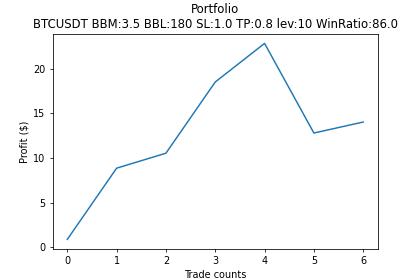 Portfolio
BTCUSDT BBM:3.5 BBL:180 SL:1.0 TP:0.8 lev:10 WinRatio:86.0
20
15
10
5
0
Profit ($)
0 1 2 3 4 5 6
Trade counts